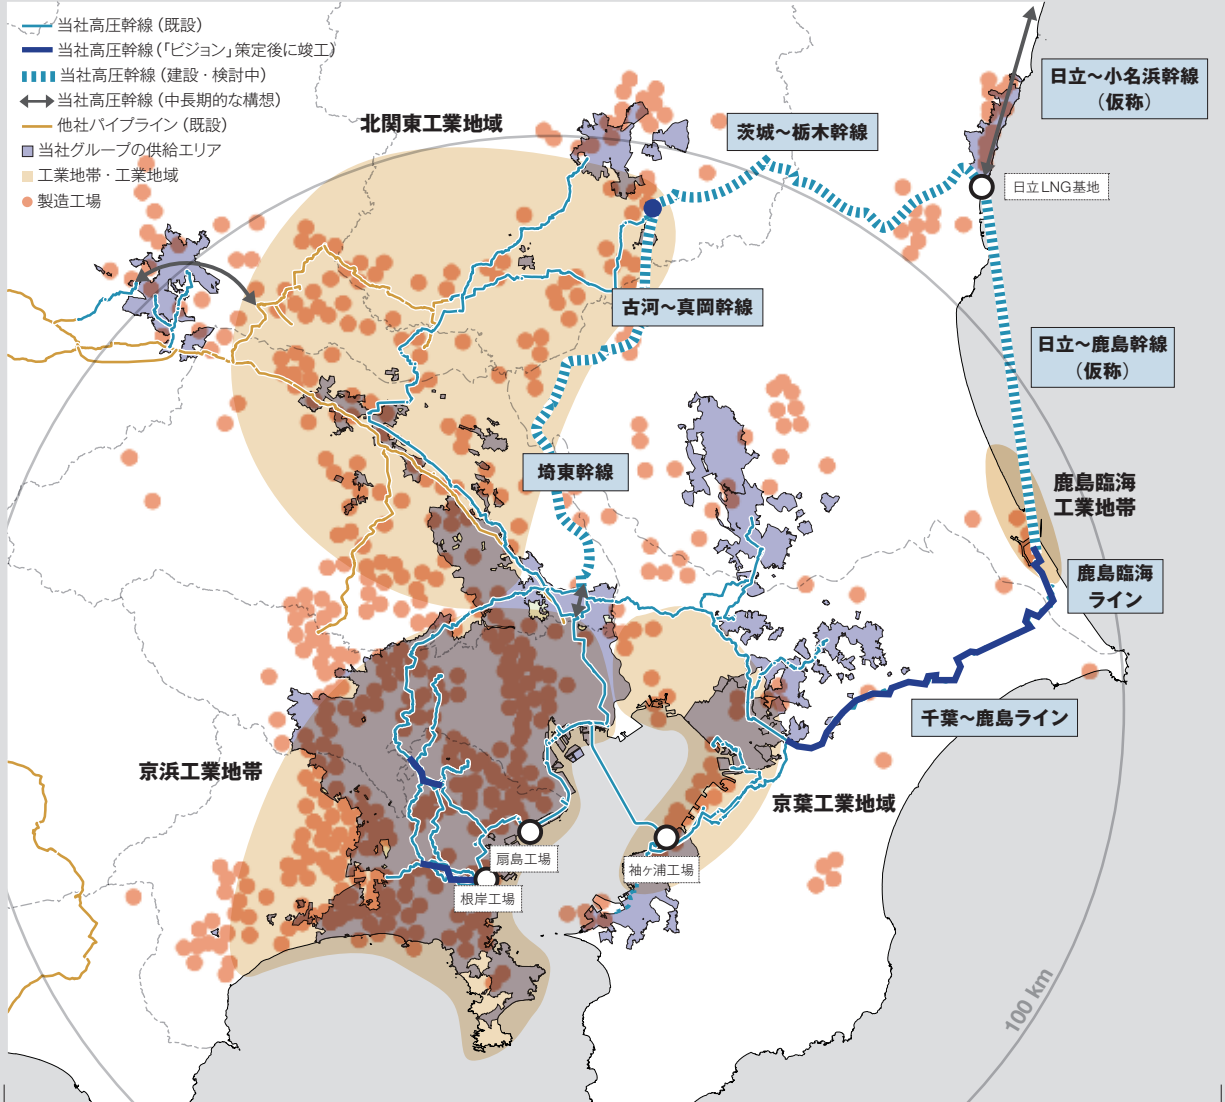 当社高圧幹線（既設）
当社高圧幹線（「ビジョン」策定後に竣工）
当社高圧幹線（建設・検討中）
当社高圧幹線（中長期的な構想）
他社パイプライン（既設）
当社グループの供給エリア
工業地帯・工業地域
製造工場
北関東工業地域
茨城～栃木幹線
日立～小名浜幹線
（仮称）
日立LNG基地
古河～真岡幹線
日立～鹿島幹線
（仮称）
埼東幹線
鹿島臨海
工業地帯
鹿島臨海
ライン
千葉～鹿島ライン
京浜工業地帯
京葉工業地域
扇島工場
袖ヶ浦工場
根岸工場
100 km